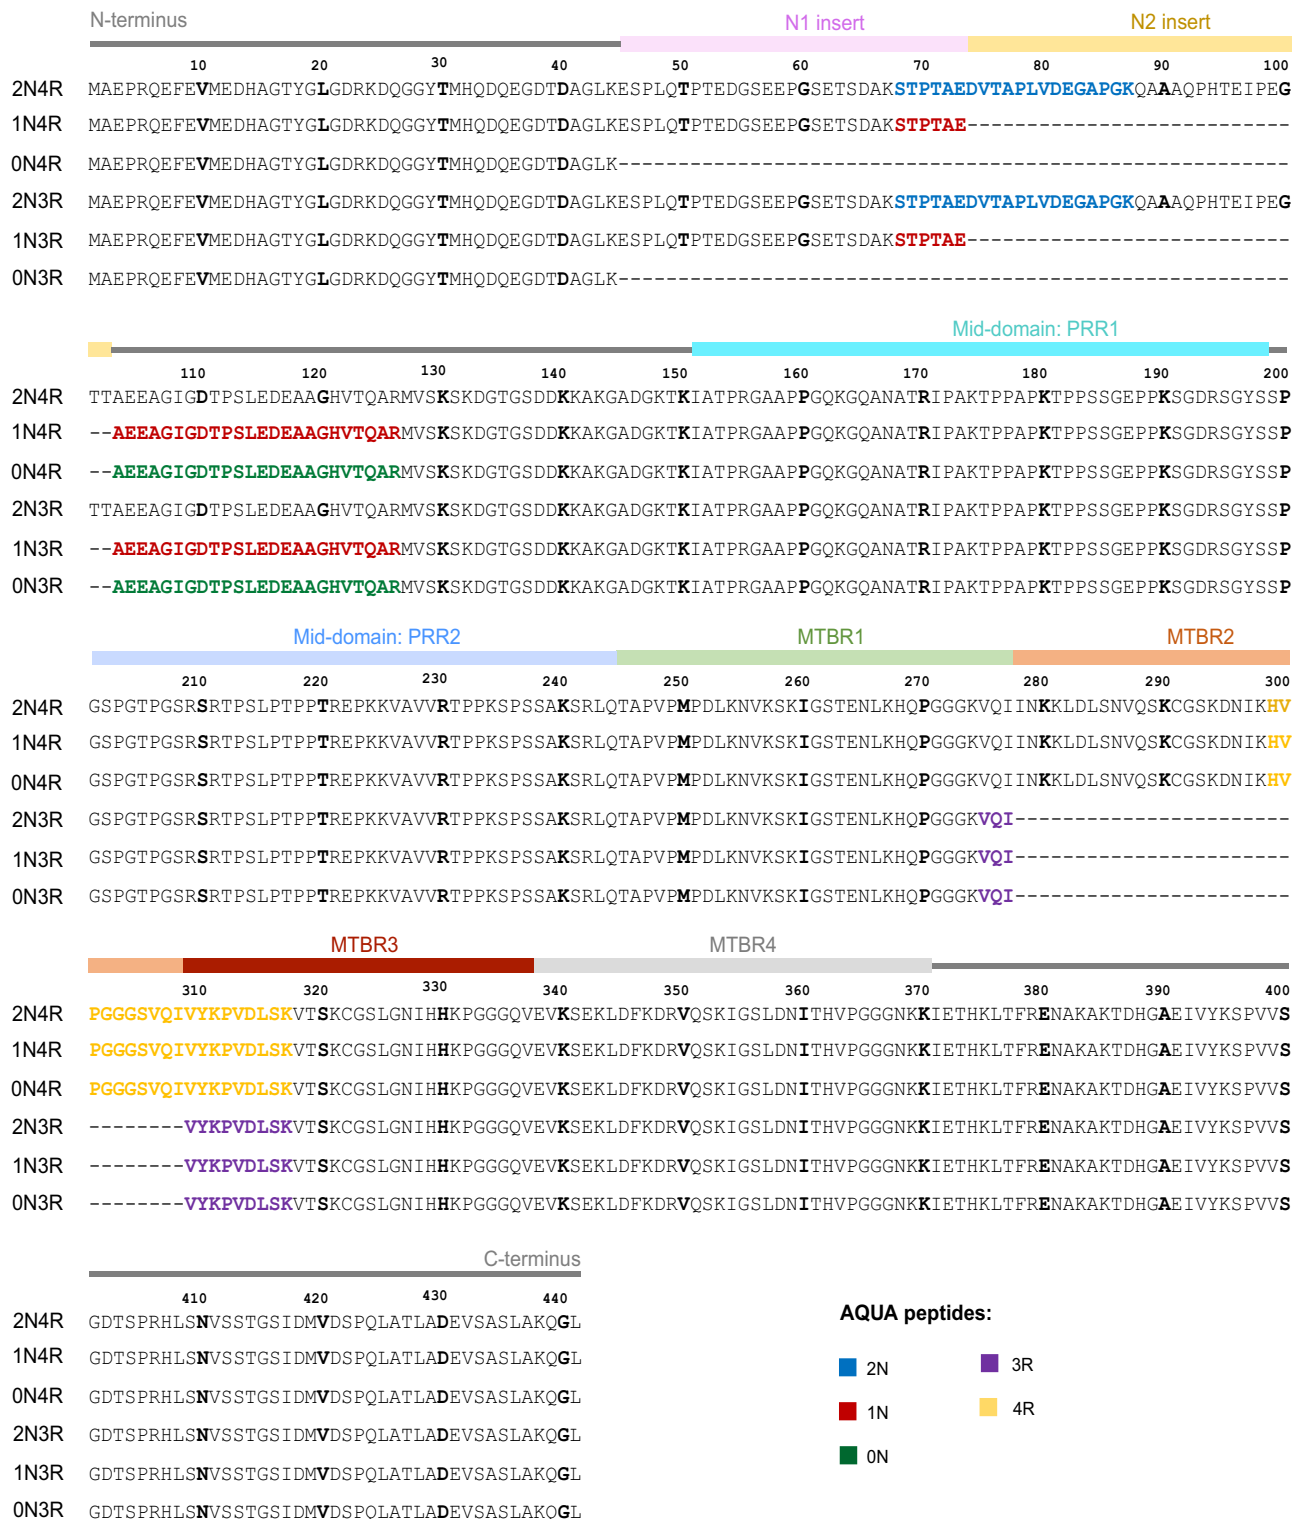 N-terminus N1 insert N2 insert
10 20 30 40 50 60 70 80 90 100
2N4R MAEPRQEFEVMEDHAGTYGLGDRKDQGGYTMHQDQEGDTDAGLKESPLQTPTEDGSEEPGSETSDAKSTPTAEDVTAPLVDEGAPGKQAAAQPHTEIPEG
1N4R MAEPRQEFEVMEDHAGTYGLGDRKDQGGYTMHQDQEGDTDAGLKESPLQTPTEDGSEEPGSETSDAKSTPTAE---------------------------
0N4R MAEPRQEFEVMEDHAGTYGLGDRKDQGGYTMHQDQEGDTDAGLK--------------------------------------------------------
2N3R MAEPRQEFEVMEDHAGTYGLGDRKDQGGYTMHQDQEGDTDAGLKESPLQTPTEDGSEEPGSETSDAKSTPTAEDVTAPLVDEGAPGKQAAAQPHTEIPEG
1N3R MAEPRQEFEVMEDHAGTYGLGDRKDQGGYTMHQDQEGDTDAGLKESPLQTPTEDGSEEPGSETSDAKSTPTAE---------------------------
0N3R MAEPRQEFEVMEDHAGTYGLGDRKDQGGYTMHQDQEGDTDAGLK--------------------------------------------------------
Mid-domain: PRR1
110 120 130 140 150 160 170 180 190 200
2N4R TTAEEAGIGDTPSLEDEAAGHVTQARMVSKSKDGTGSDDKKAKGADGKTKIATPRGAAPPGQKGQANATRIPAKTPPAPKTPPSSGEPPKSGDRSGYSSP
1N4R --AEEAGIGDTPSLEDEAAGHVTQARMVSKSKDGTGSDDKKAKGADGKTKIATPRGAAPPGQKGQANATRIPAKTPPAPKTPPSSGEPPKSGDRSGYSSP
0N4R --AEEAGIGDTPSLEDEAAGHVTQARMVSKSKDGTGSDDKKAKGADGKTKIATPRGAAPPGQKGQANATRIPAKTPPAPKTPPSSGEPPKSGDRSGYSSP
2N3R TTAEEAGIGDTPSLEDEAAGHVTQARMVSKSKDGTGSDDKKAKGADGKTKIATPRGAAPPGQKGQANATRIPAKTPPAPKTPPSSGEPPKSGDRSGYSSP
1N3R --AEEAGIGDTPSLEDEAAGHVTQARMVSKSKDGTGSDDKKAKGADGKTKIATPRGAAPPGQKGQANATRIPAKTPPAPKTPPSSGEPPKSGDRSGYSSP
0N3R --AEEAGIGDTPSLEDEAAGHVTQARMVSKSKDGTGSDDKKAKGADGKTKIATPRGAAPPGQKGQANATRIPAKTPPAPKTPPSSGEPPKSGDRSGYSSP
Mid-domain: PRR2 MTBR1 MTBR2
210 220 230 240 250 260 270 280 290 300
2N4R GSPGTPGSRSRTPSLPTPPTREPKKVAVVRTPPKSPSSAKSRLQTAPVPMPDLKNVKSKIGSTENLKHQPGGGKVQIINKKLDLSNVQSKCGSKDNIKHV
1N4R GSPGTPGSRSRTPSLPTPPTREPKKVAVVRTPPKSPSSAKSRLQTAPVPMPDLKNVKSKIGSTENLKHQPGGGKVQIINKKLDLSNVQSKCGSKDNIKHV
0N4R GSPGTPGSRSRTPSLPTPPTREPKKVAVVRTPPKSPSSAKSRLQTAPVPMPDLKNVKSKIGSTENLKHQPGGGKVQIINKKLDLSNVQSKCGSKDNIKHV
2N3R GSPGTPGSRSRTPSLPTPPTREPKKVAVVRTPPKSPSSAKSRLQTAPVPMPDLKNVKSKIGSTENLKHQPGGGKVQI-----------------------
1N3R GSPGTPGSRSRTPSLPTPPTREPKKVAVVRTPPKSPSSAKSRLQTAPVPMPDLKNVKSKIGSTENLKHQPGGGKVQI-----------------------
0N3R GSPGTPGSRSRTPSLPTPPTREPKKVAVVRTPPKSPSSAKSRLQTAPVPMPDLKNVKSKIGSTENLKHQPGGGKVQI-----------------------
MTBR3 MTBR4
310 320 330 340 350 360 370 380 390 400
2N4R PGGGSVQIVYKPVDLSKVTSKCGSLGNIHHKPGGGQVEVKSEKLDFKDRVQSKIGSLDNITHVPGGGNKKIETHKLTFRENAKAKTDHGAEIVYKSPVVS
1N4R PGGGSVQIVYKPVDLSKVTSKCGSLGNIHHKPGGGQVEVKSEKLDFKDRVQSKIGSLDNITHVPGGGNKKIETHKLTFRENAKAKTDHGAEIVYKSPVVS
0N4R PGGGSVQIVYKPVDLSKVTSKCGSLGNIHHKPGGGQVEVKSEKLDFKDRVQSKIGSLDNITHVPGGGNKKIETHKLTFRENAKAKTDHGAEIVYKSPVVS
2N3R --------VYKPVDLSKVTSKCGSLGNIHHKPGGGQVEVKSEKLDFKDRVQSKIGSLDNITHVPGGGNKKIETHKLTFRENAKAKTDHGAEIVYKSPVVS
1N3R --------VYKPVDLSKVTSKCGSLGNIHHKPGGGQVEVKSEKLDFKDRVQSKIGSLDNITHVPGGGNKKIETHKLTFRENAKAKTDHGAEIVYKSPVVS
0N3R --------VYKPVDLSKVTSKCGSLGNIHHKPGGGQVEVKSEKLDFKDRVQSKIGSLDNITHVPGGGNKKIETHKLTFRENAKAKTDHGAEIVYKSPVVS
C-terminus
410 420 430 440
2N4R GDTSPRHLSNVSSTGSIDMVDSPQLATLADEVSASLAKQGL
1N4R GDTSPRHLSNVSSTGSIDMVDSPQLATLADEVSASLAKQGL
0N4R GDTSPRHLSNVSSTGSIDMVDSPQLATLADEVSASLAKQGL
2N3R GDTSPRHLSNVSSTGSIDMVDSPQLATLADEVSASLAKQGL
1N3R GDTSPRHLSNVSSTGSIDMVDSPQLATLADEVSASLAKQGL
0N3R GDTSPRHLSNVSSTGSIDMVDSPQLATLADEVSASLAKQGL
AQUA peptides:
2N 3R
1N 4R
0N